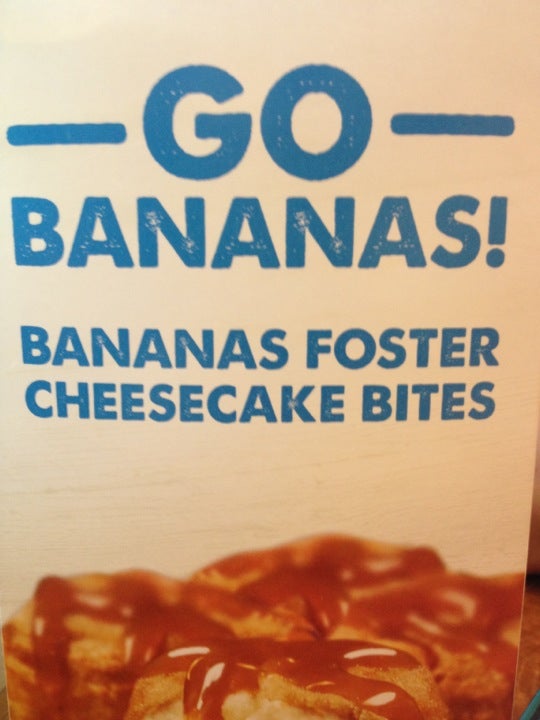 GO
BANANAS!
BANANAS FOSTER
CHEESECAKE BITES